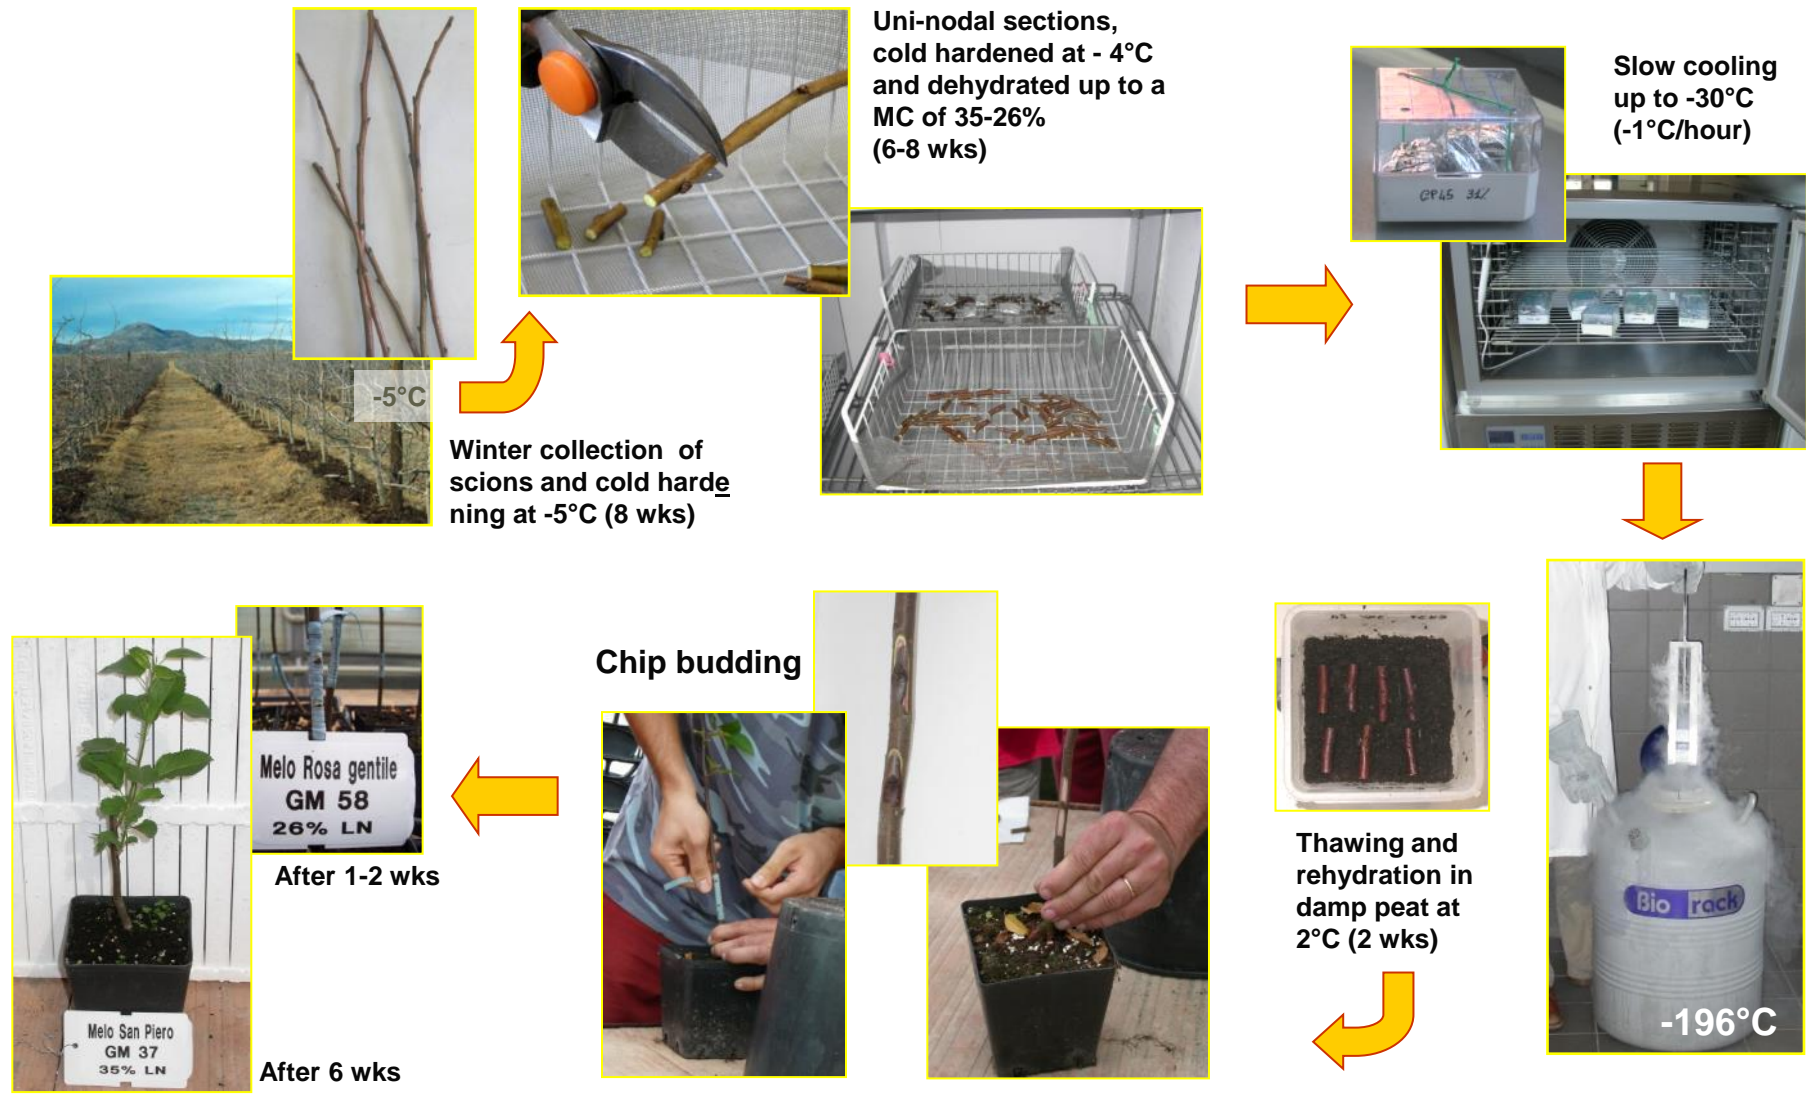 Uni-nodal sections,
cold hardened at - 4°C
and dehydrated up to a
MC of 35-26%
(6-8 wks)
Slow cooling
up to -30°C
(-1°C/hour)
-5°C
Winter collection of
scions and cold harde
ning at -5°C (8 wks)
Chip budding
Thawing and
rehydration in
damp peat at
2°C (2 wks)
Bio rack
-196°C
Melo Rosa gentile
GM 58
26% LN
After 1-2 wks
Melo San Piero
GM 37
35% LN
After 6 wks